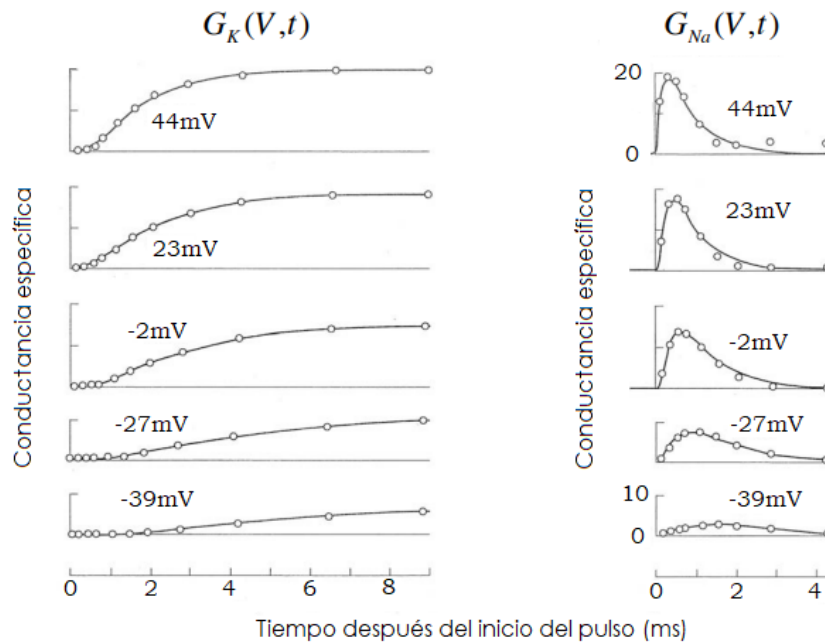 G_K(V,t)
44mV
23mV
-2mV
-27mV
-39mV
Conductancia específica
0 2 4 6 8
G_Na(V,t)
20
0
44mV
23mV
-2mV
-27mV
10
0
-39mV
Conductancia específica
0 2 4
Tiempo después del inicio del pulso (ms)